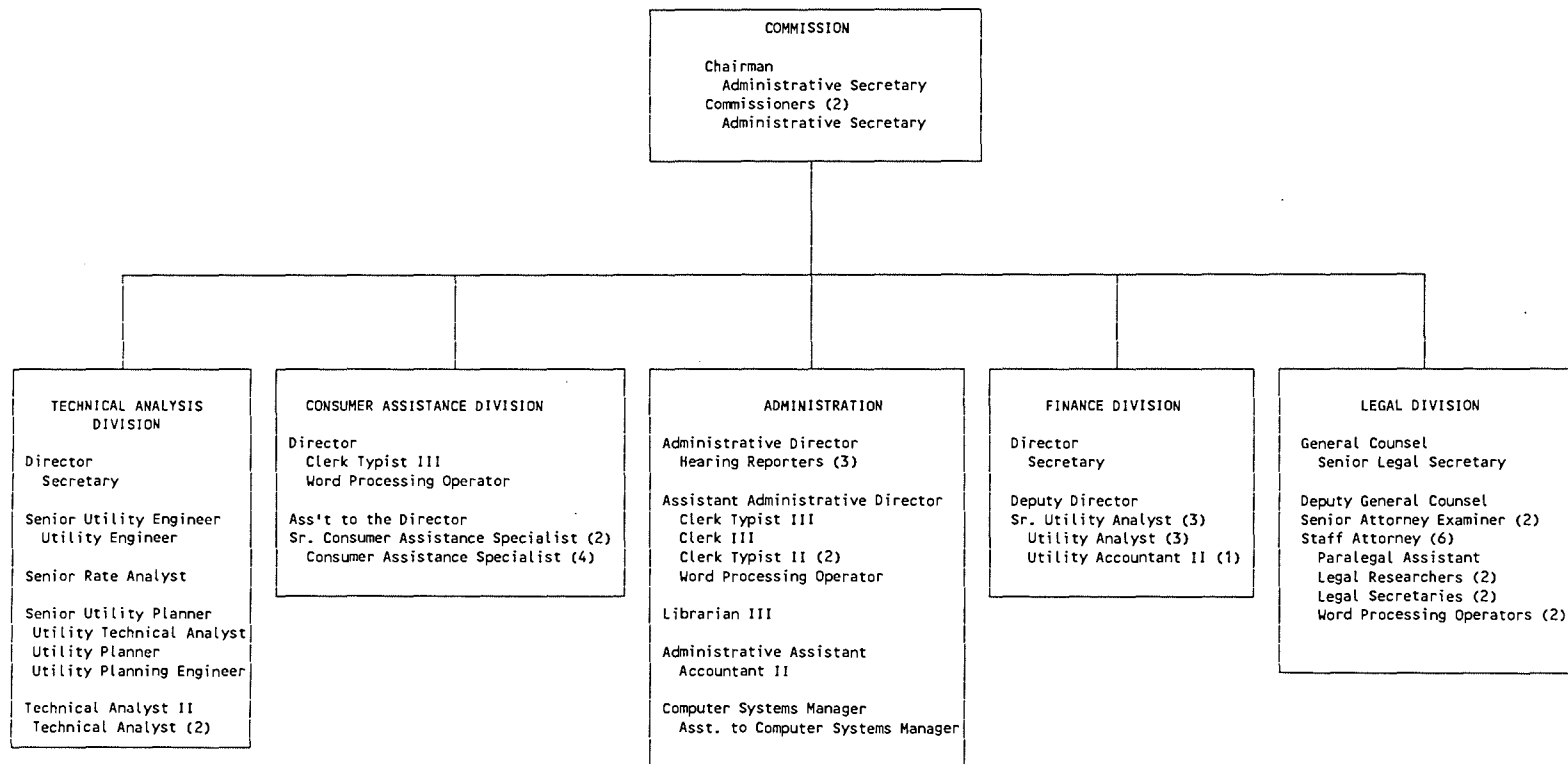 COMMISSION
Chairman
Administrative Secretary
Commissioners (2)
Administrative Secretary
TECHNICAL ANALYSIS
DIVISION
Director
Secretary
Senior Utility Engineer
Utility Engineer
Senior Rate Analyst
Senior Utility Planner
Utility Technical Analyst
Utility Planner
Utility Planning Engineer
Technical Analyst II
Technical Analyst (2)
CONSUMER ASSISTANCE DIVISION
Director
Clerk Typist III
Word Processing Operator
Ass't to the Director
Sr. Consumer Assistance Specialist (2)
Consumer Assistance Specialist (4)
ADMINISTRATION
Administrative Director
Hearing Reporters (3)
Assistant Administrative Director
Clerk Typist III
Clerk III
Clerk Typist II (2)
Word Processing Operator
Librarian III
Administrative Assistant
Accountant II
Computer Systems Manager
Asst. to Computer Systems Manager
FINANCE DIVISION
Director
Secretary
Deputy Director
Sr. Utility Analyst (3)
Utility Analyst (3)
Utility Accountant II (1)
LEGAL DIVISION
General Counsel
Senior Legal Secretary
Deputy General Counsel
Senior Attorney Examiner (2)
Staff Attorney (6)
Paralegal Assistant
Legal Researchers (2)
Legal Secretaries (2)
Word Processing Operators (2)